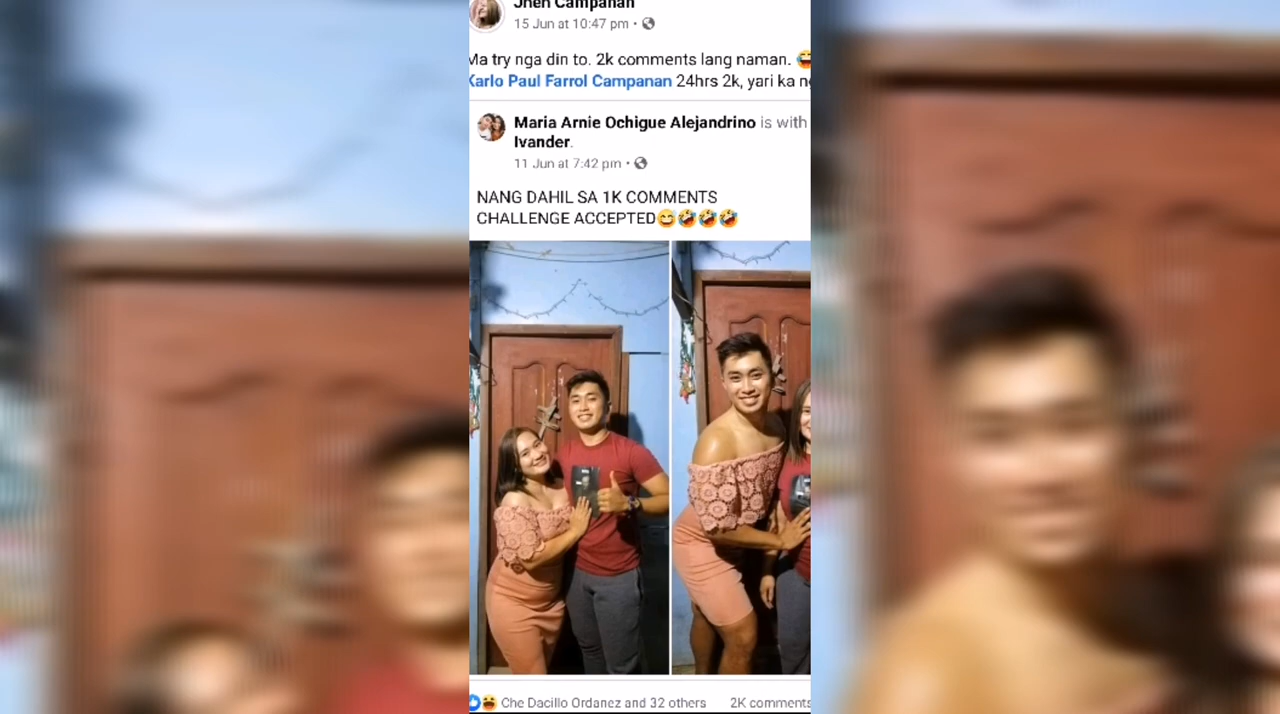 Jhen Campanan
15 Jun at 10:47 pm •
Ma try nga din to. 2k comments lang naman. 😂
Karlo Paul Farrol Campanan 24hrs 2k, yari ka
Maria Arnie Ochigue Alejandrino is with
Ivander.
11 Jun at 7:42 pm •
NANG DAHIL SA 1K COMMENTS
CHALLENGE ACCEPTED😄🤣🤣🤣
Che Dacillo Ordanez and 32 others 2K comments